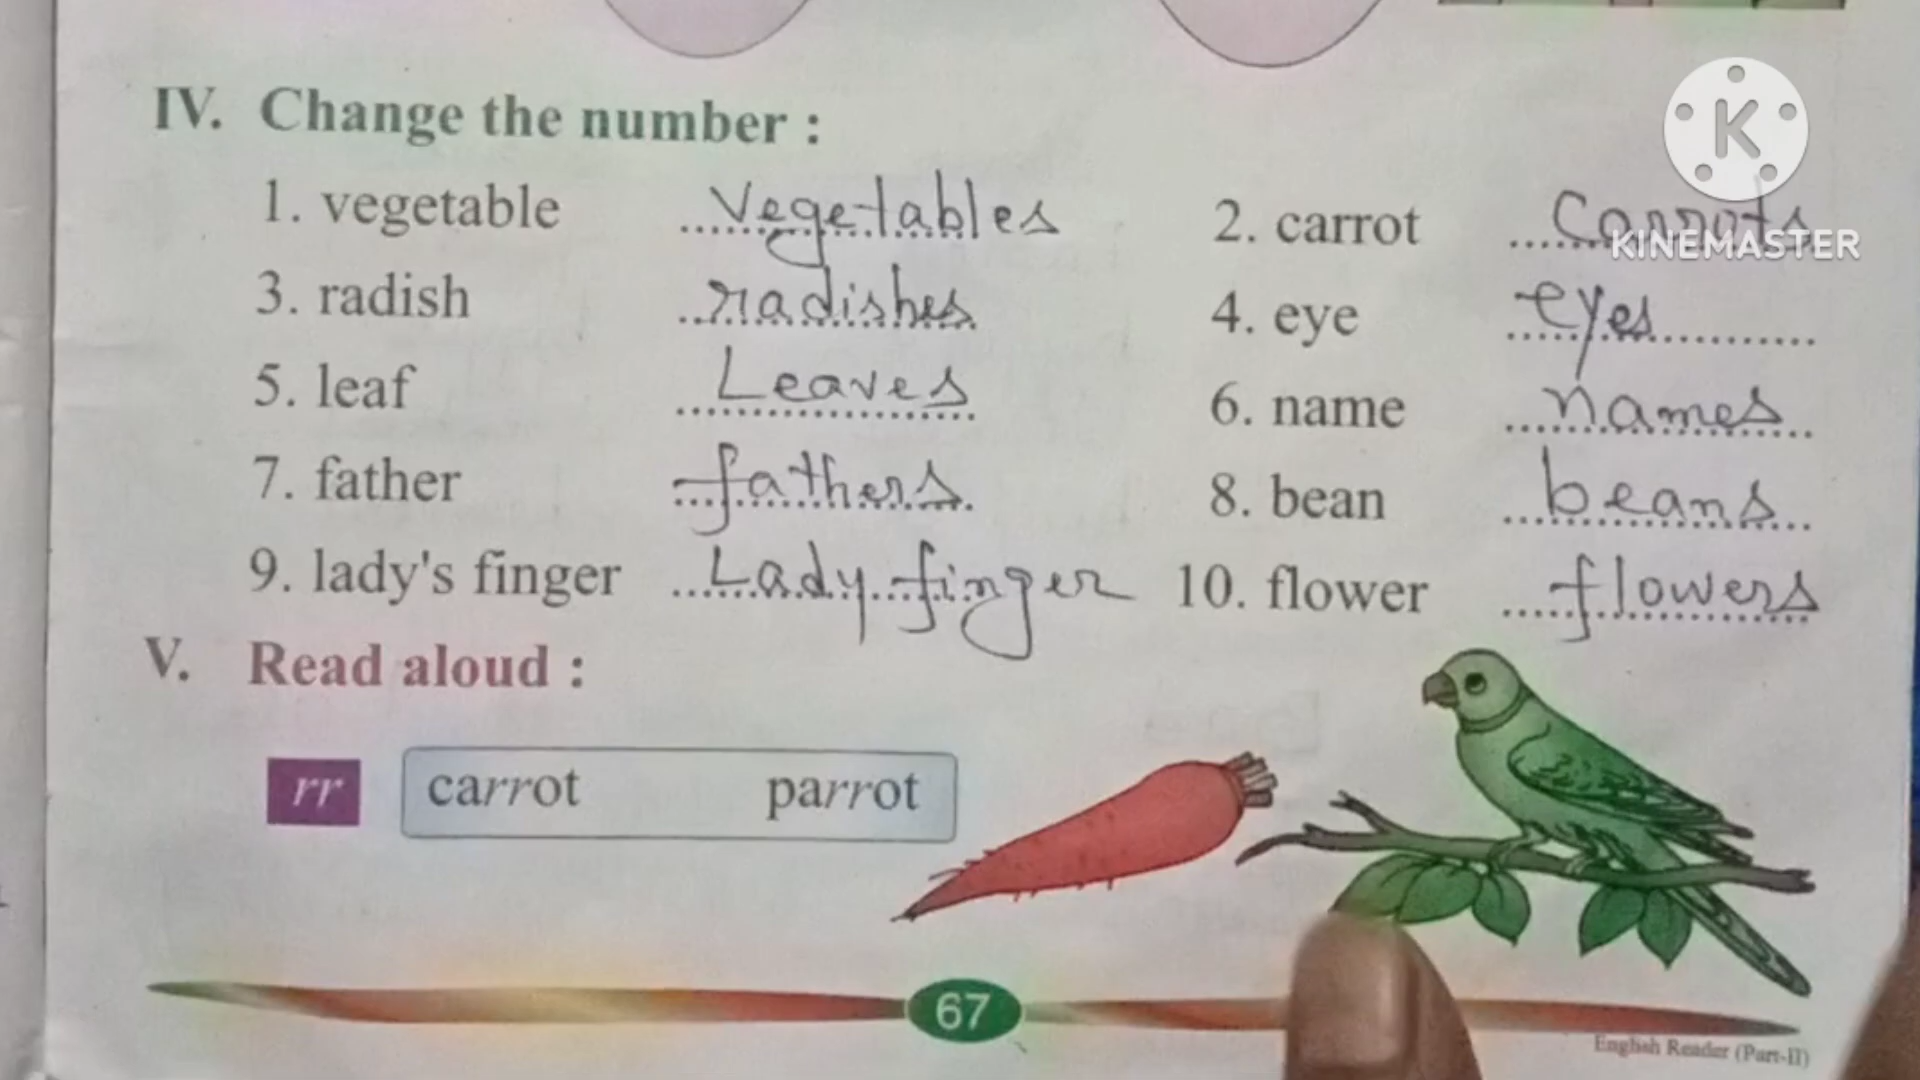 IV. Change the number :
1. vegetable vegetables 2. carrot carrots
3. radish radishes 4. eye eyes
5. leaf Leaves 6. name names
7. father fathers 8. bean beans
9. lady's finger Lady finger 10. flower flowers
V. Read aloud :
rr carrot parrot
67
English Reader (Part-II)
K
KINEMASTER